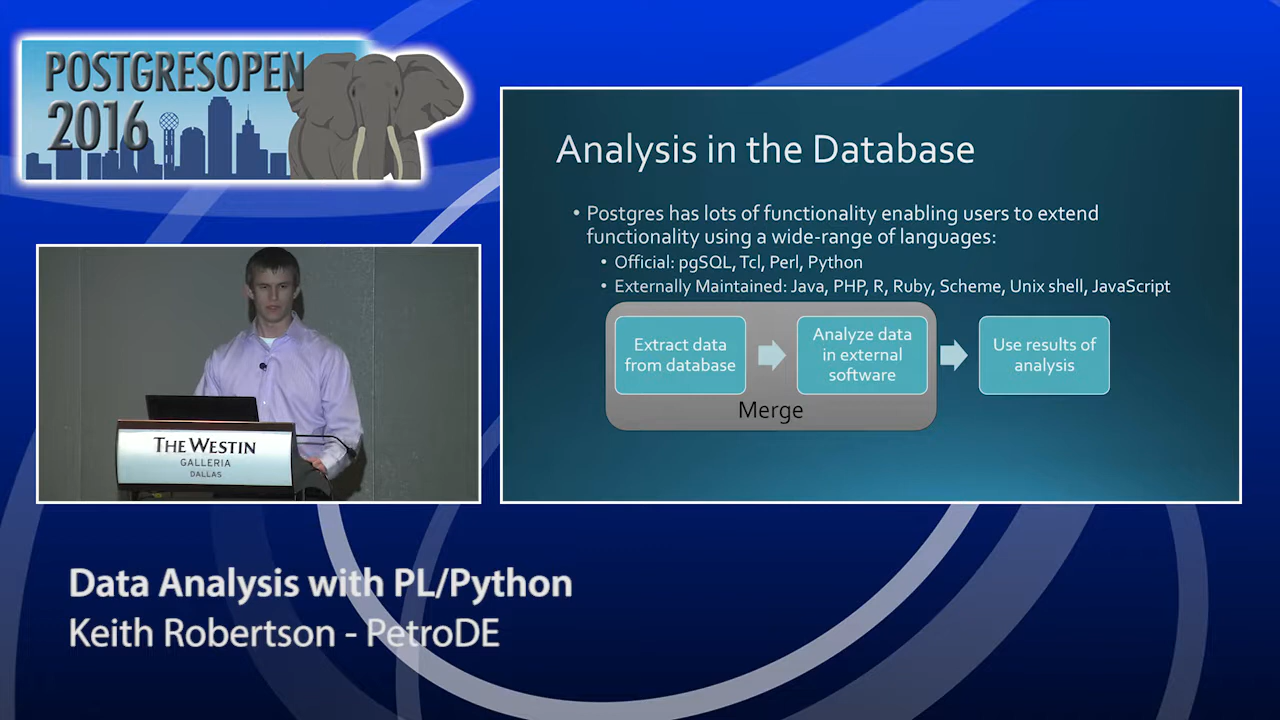 POSTGRESOPEN
2016
Analysis in the Database
• Postgres has lots of functionality enabling users to extend
functionality using a wide-range of languages:
• Official: pgSQL, Tcl, Perl, Python
• Externally Maintained: Java, PHP, R, Ruby, Scheme, Unix shell, JavaScript
Extract data
from database
Analyze data
in external
software
Use results of
analysis
Merge
THE WESTIN
GALLERIA
DALLAS
Data Analysis with PL/Python
Keith Robertson - PetroDE